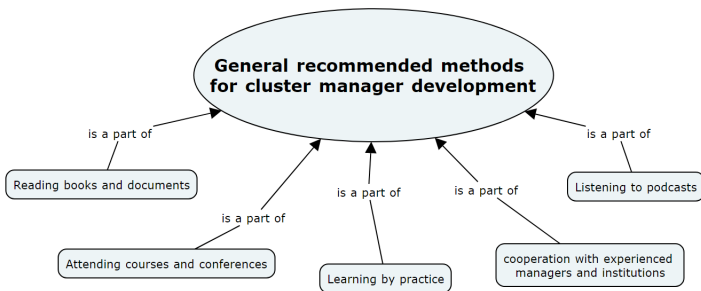 General recommended methods
for cluster manager development
is a part of
is a part of
Reading books and documents
Listening to podcasts
is a part of
is a part of
is a part of
Attending courses and conferences
cooperation with experienced
managers and institutions
Learning by practice